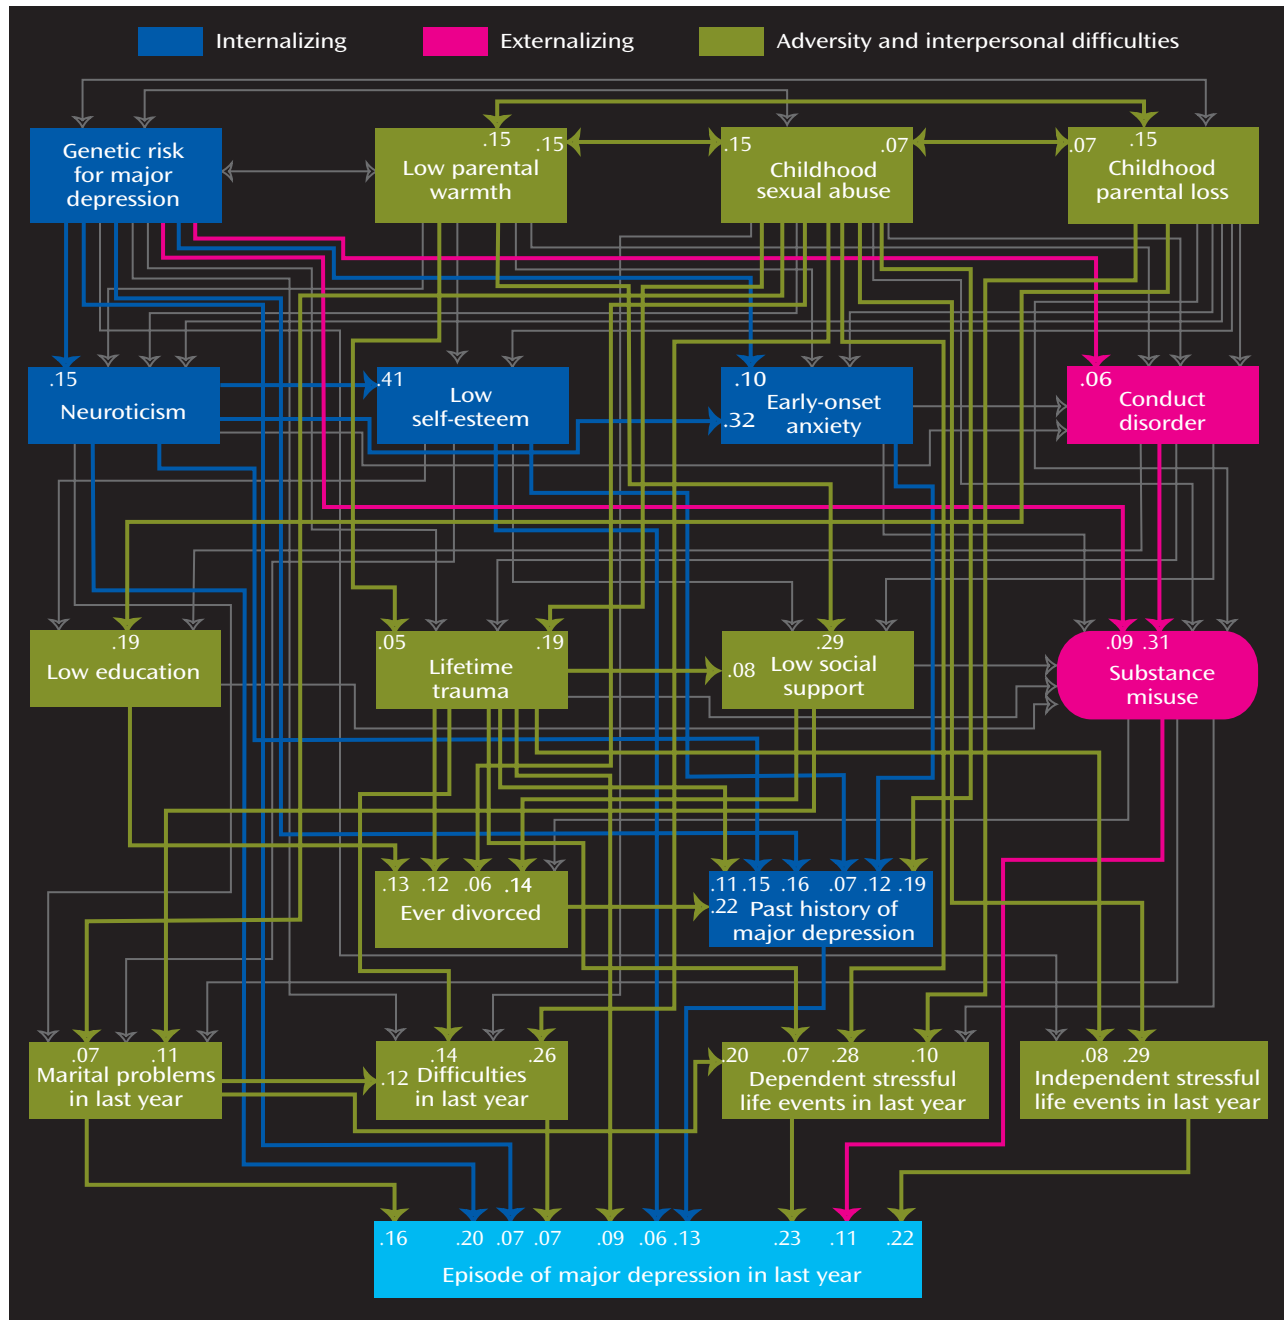 Internalizing
Externalizing
Adversity and interpersonal difficulties
Genetic risk
for major
depression
.15
.15
Low parental
warmth
.15
.07
Childhood
sexual abuse
.07
.15
Childhood
parental loss
.15
Neuroticism
.41
Low
self-esteem
.10
.32
Early-onset
anxiety
.06
Conduct
disorder
.19
Low education
.05
.19
Lifetime
trauma
.29
.08
Low social
support
.09 .31
Substance
misuse
.13 .12 .06 .14
Ever divorced
.11 .15 .16 .07 .12 .19
.22
Past history of
major depression
.07 .11
Marital problems
in last year
.14 .26
.12
Difficulties
in last year
.20 .07 .28 .10
Dependent stressful
life events in last year
.08 .29
Independent stressful
life events in last year
.16 .20 .07 .07 .09 .06 .13 .23 .11 .22
Episode of major depression in last year